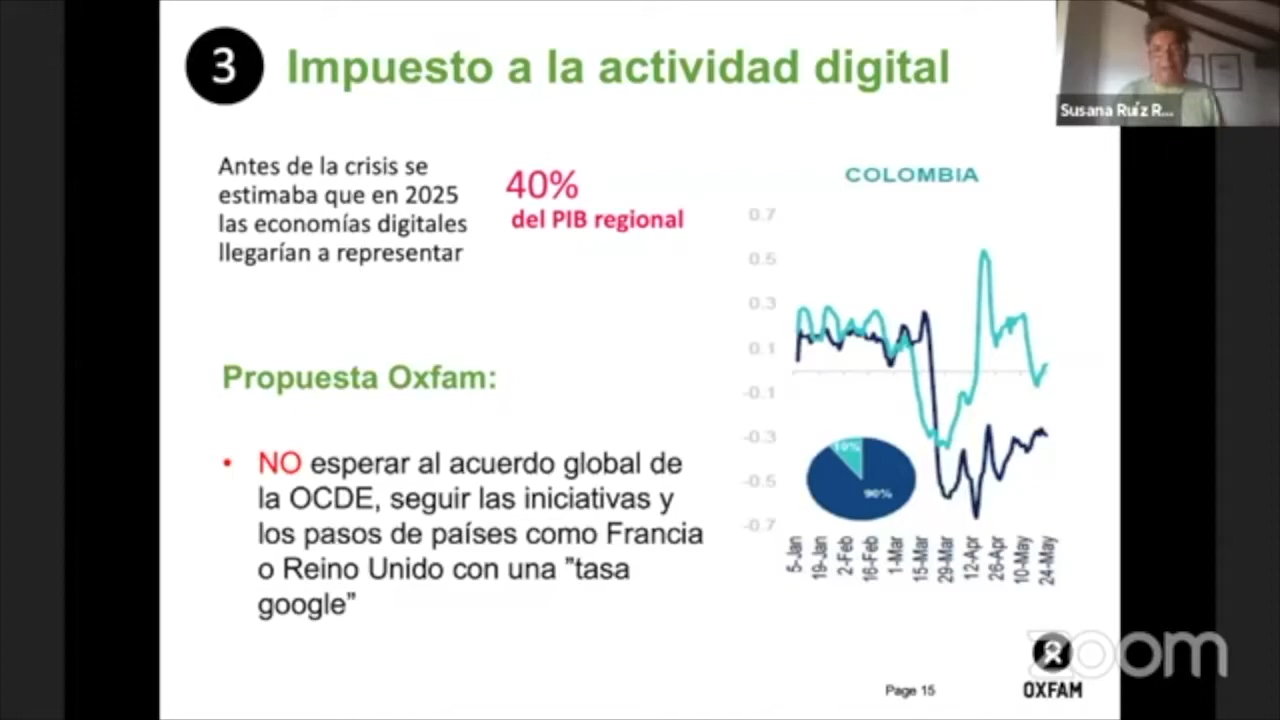 3 Impuesto a la actividad digital
Susana Ruíz R...
Antes de la crisis se
estimaba que en 2025
las economías digitales
llegarían a representar
40%
del PIB regional
Propuesta Oxfam:
• NO esperar al acuerdo global de
la OCDE, seguir las iniciativas y
los pasos de países como Francia
o Reino Unido con una ”tasa
google”
COLOMBIA
0.7
0.5
0.3
0.1
-0.1
-0.3
-0.5
-0.7
10%
90%
5-Jan
19-Jan
2-Feb
16-Feb
1-Mar
15-Mar
29-Mar
12-Apr
26-Apr
10-May
24-May
zoom
Page 15
OXFAM